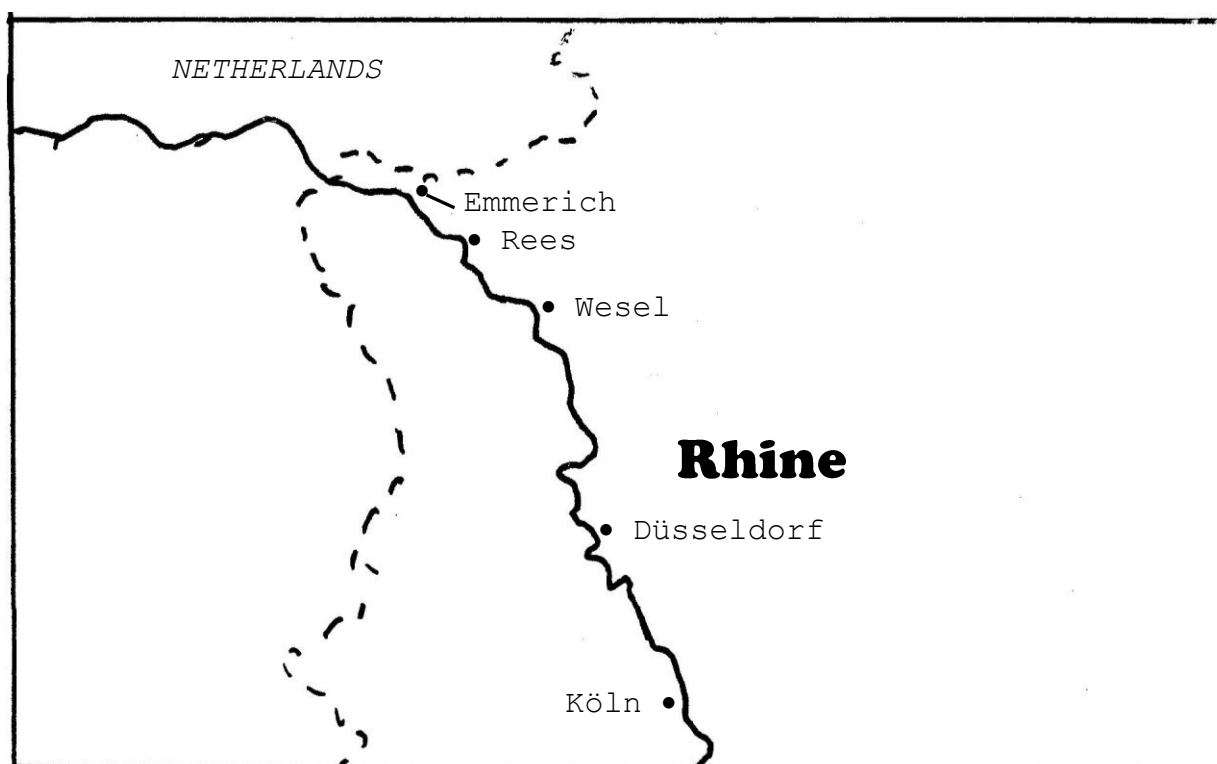 NETHERLANDS
Emmerich
Rees
Wesel
Rhine
Düsseldorf
Köln